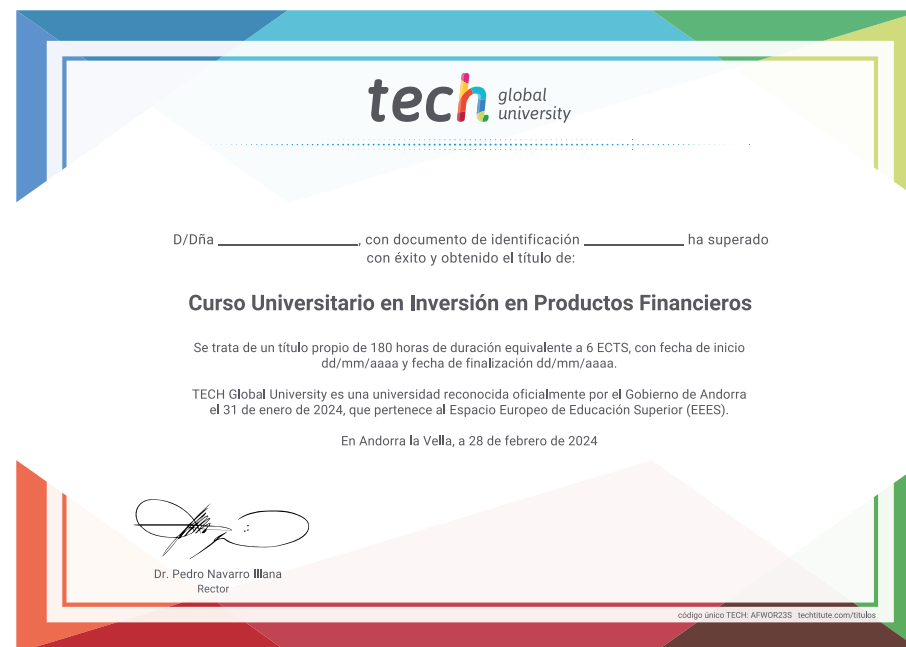 tech global university
D/Dña ____________________, con documento de identificación ______________ ha superado
con éxito y obtenido el título de:
Curso Universitario en Inversión en Productos Financieros
Se trata de un título propio de 180 horas de duración equivalente a 6 ECTS, con fecha de inicio
dd/mm/aaaa y fecha de finalización dd/mm/aaaa.
TECH Global University es una universidad reconocida oficialmente por el Gobierno de Andorra
el 31 de enero de 2024, que pertenece al Espacio Europeo de Educación Superior (EEES).
En Andorra la Vella, a 28 de febrero de 2024
Dr. Pedro Navarro Illana
Rector
código único TECH: AFWOR23S techtitute.com/titulos